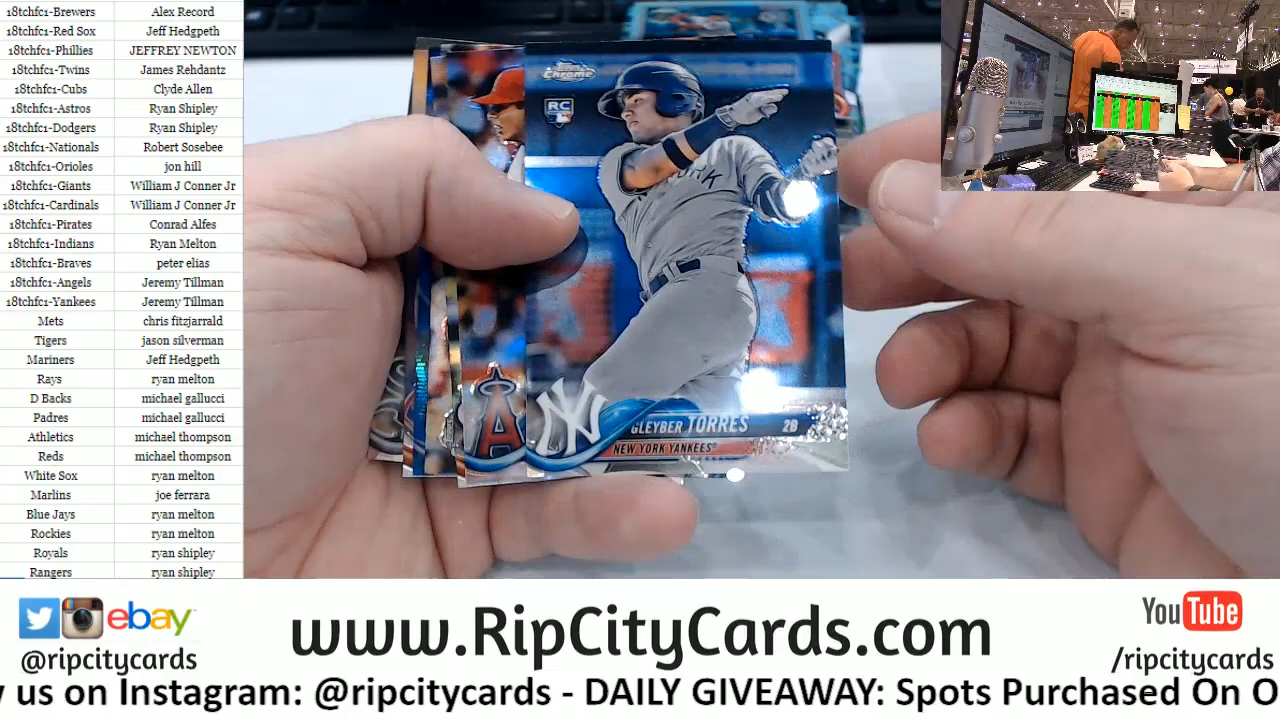 18tchfc1-Brewers Alex Record
18tchfc1-Red Sox Jeff Hedgpeth
18tchfc1-Phillies JEFFREY NEWTON
18tchfc1-Twins James Rehdantz
18tchfc1-Cubs Clyde Allen
18tchfc1-Astros Ryan Shipley
18tchfc1-Dodgers Ryan Shipley
18tchfc1-Nationals Robert Sosebee
18tchfc1-Orioles jon hill
18tchfc1-Giants William J Conner Jr
18tchfc1-Cardinals William J Conner Jr
18tchfc1-Pirates Conrad Alfes
18tchfc1-Indians Ryan Melton
18tchfc1-Braves peter elias
18tchfc1-Angels Jeremy Tillman
18tchfc1-Yankees Jeremy Tillman
Mets chris fitzjarrald
Tigers jason silverman
Mariners Jeff Hedgpeth
Rays ryan melton
D Backs michael gallucci
Padres michael gallucci
Athletics michael thompson
Reds michael thompson
White Sox ryan melton
Marlins joe ferrara
Blue Jays ryan melton
Rockies ryan melton
Royals ryan shipley
Rangers ryan shipley
Topps
Chrome
RC
YORK
NY
A
GLEYBER TORRES 2B
NEW YORK YANKEES
ebay
@ripcitycards
www.RipCityCards.com
YouTube
/ripcitycards
y us on Instagram: @ripcitycards - DAILY GIVEAWAY: Spots Purchased On O